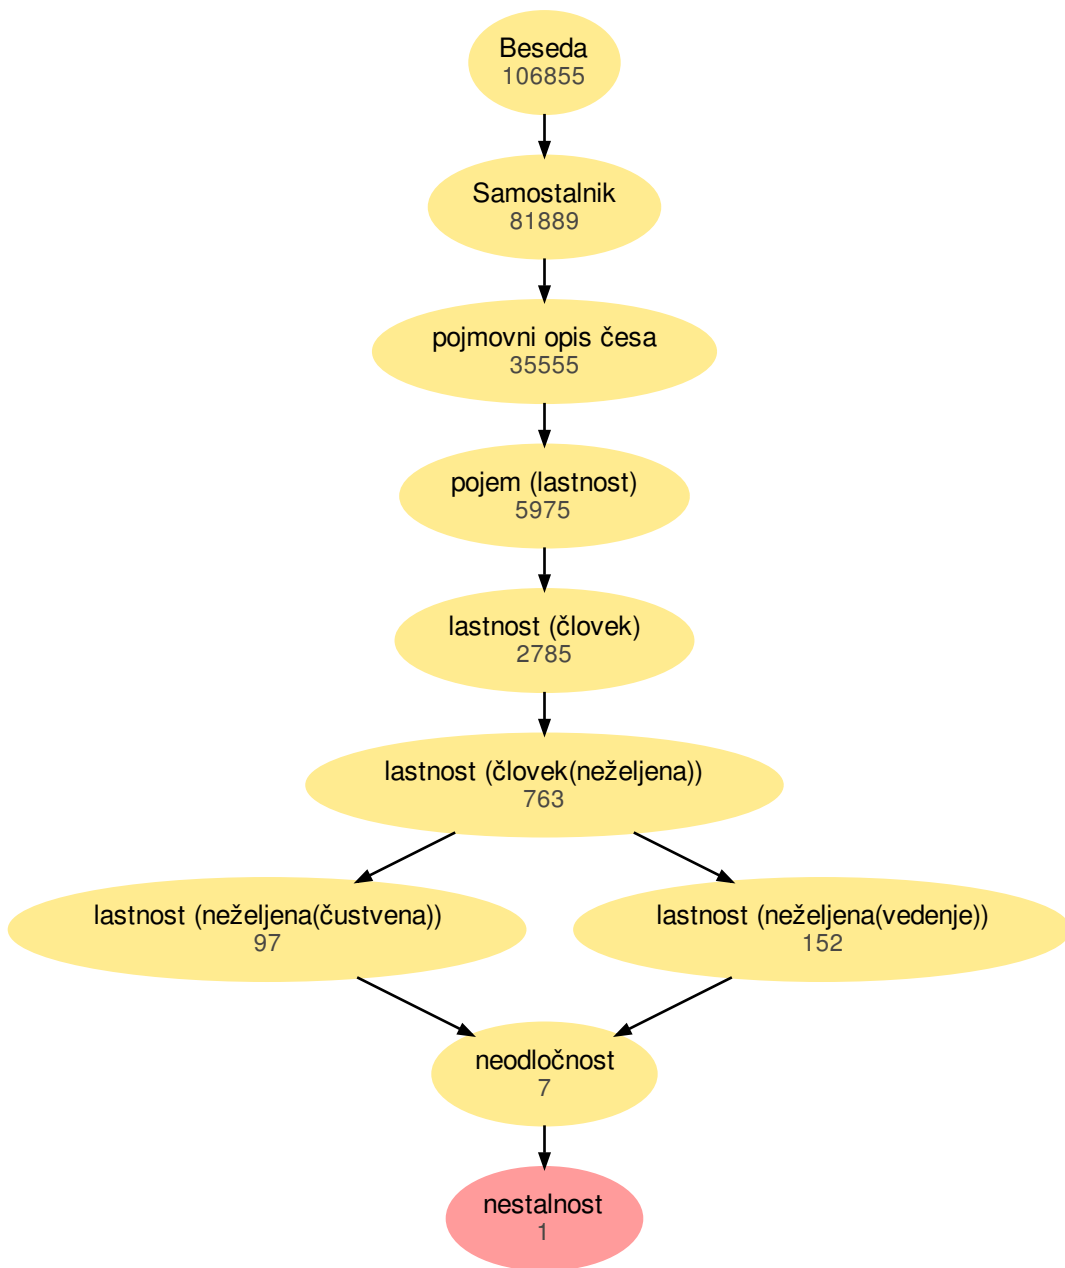 Beseda
106855
Samostalnik
81889
pojmovni opis česa
35555
pojem (lastnost)
5975
lastnost (človek)
2785
lastnost (človek(neželjena))
763
lastnost (neželjena(čustvena))
97
lastnost (neželjena(vedenje))
152
neodločnost
7
nestalnost
1